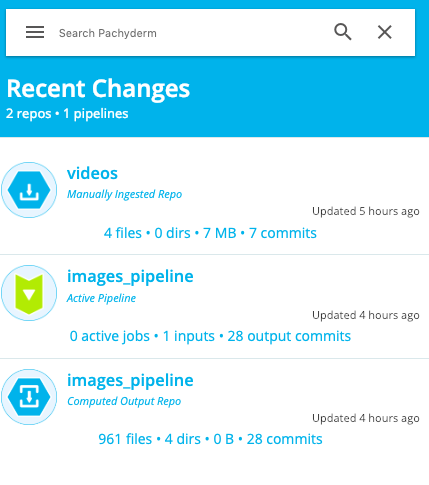 Search Pachyderm
Recent Changes
2 repos • 1 pipelines
videos
Manually Ingested Repo
Updated 5 hours ago
4 files • 0 dirs • 7 MB • 7 commits
images_pipeline
Active Pipeline
Updated 4 hours ago
0 active jobs • 1 inputs • 28 output commits
images_pipeline
Computed Output Repo
Updated 4 hours ago
961 files • 4 dirs • 0 B • 28 commits